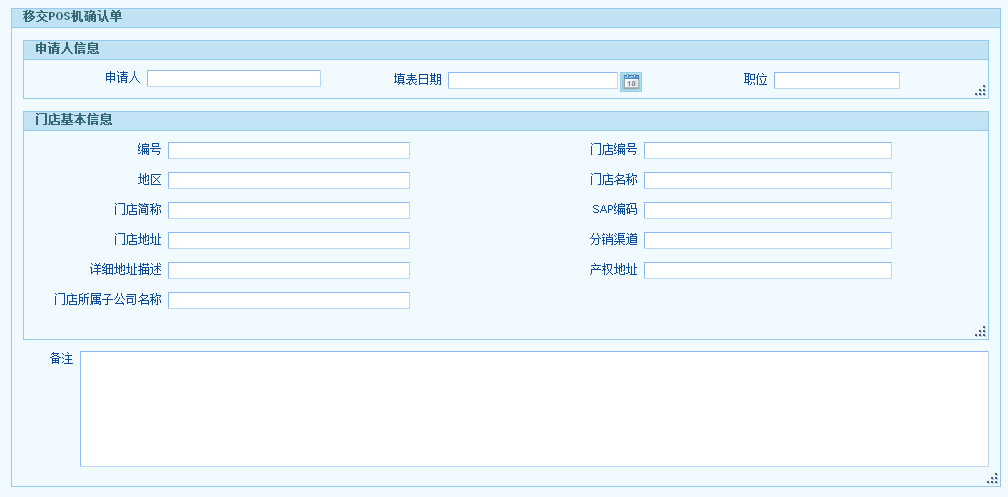 移交POS机确认单
申请人信息
申请人 填表日期 10 职位
门店基本信息
编号 门店编号
地区 门店名称
门店简称 SAP编码
门店地址 分销渠道
详细地址描述 产权地址
门店所属子公司名称
备注